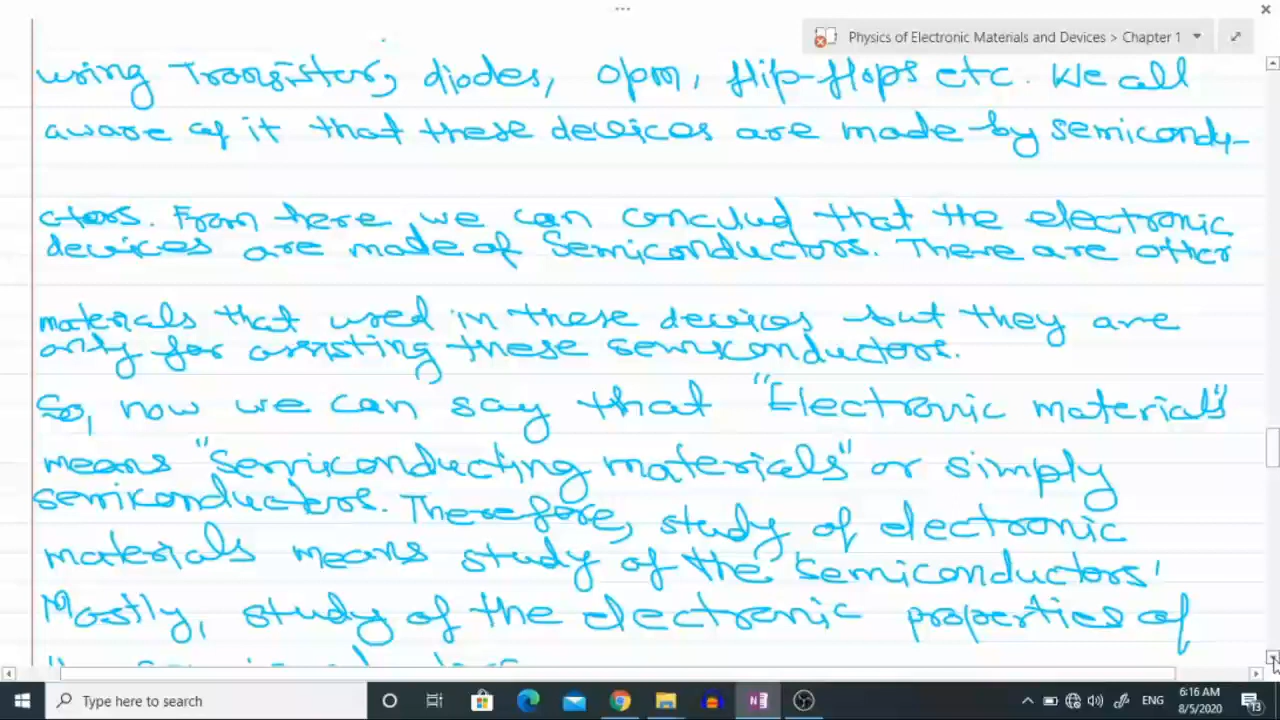 Physics of Electronic Materials and Devices > Chapter 1
using Transistors, diodes, opm, flip-flops etc. We all
aware of it that these devices are made by semicondu-
ctors. From here we can conclud that the electronic
devices are made of Semiconductors. There are other
materials that used in these devices but they are
only for assisting these semiconductors.
So, now we can say that "Electronic materials"
means "Semiconducting materials" or simply
semiconductors. Therefore, study of electronic
materials means study of the 'Semiconductors'
Mostly, study of the electronic properties of
Type here to search
ENG
6:16 AM
8/5/2020
13